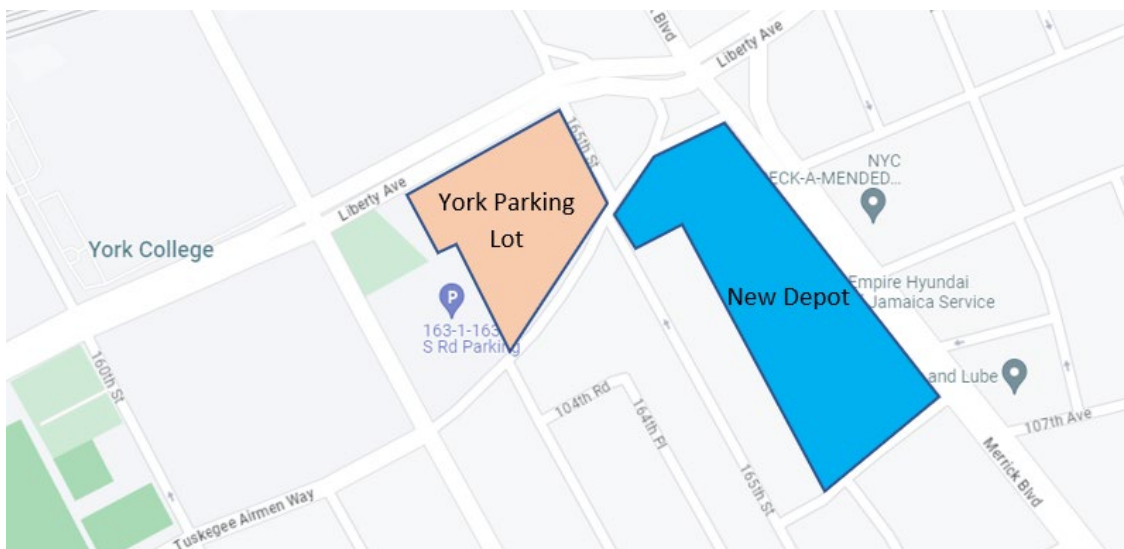 Blvd
Liberty Ave
165th St
NYC
ECK-A-MENDED...
York Parking
Lot
Liberty Ave
York College
Empire Hyundai
Jamaica Service
New Depot
P
163-1-163
S Rd Parking
160th St
and Lube
104th Rd
164th Pl
107th Ave
Merrick Blvd
165th St
Tuskegee Airmen Way